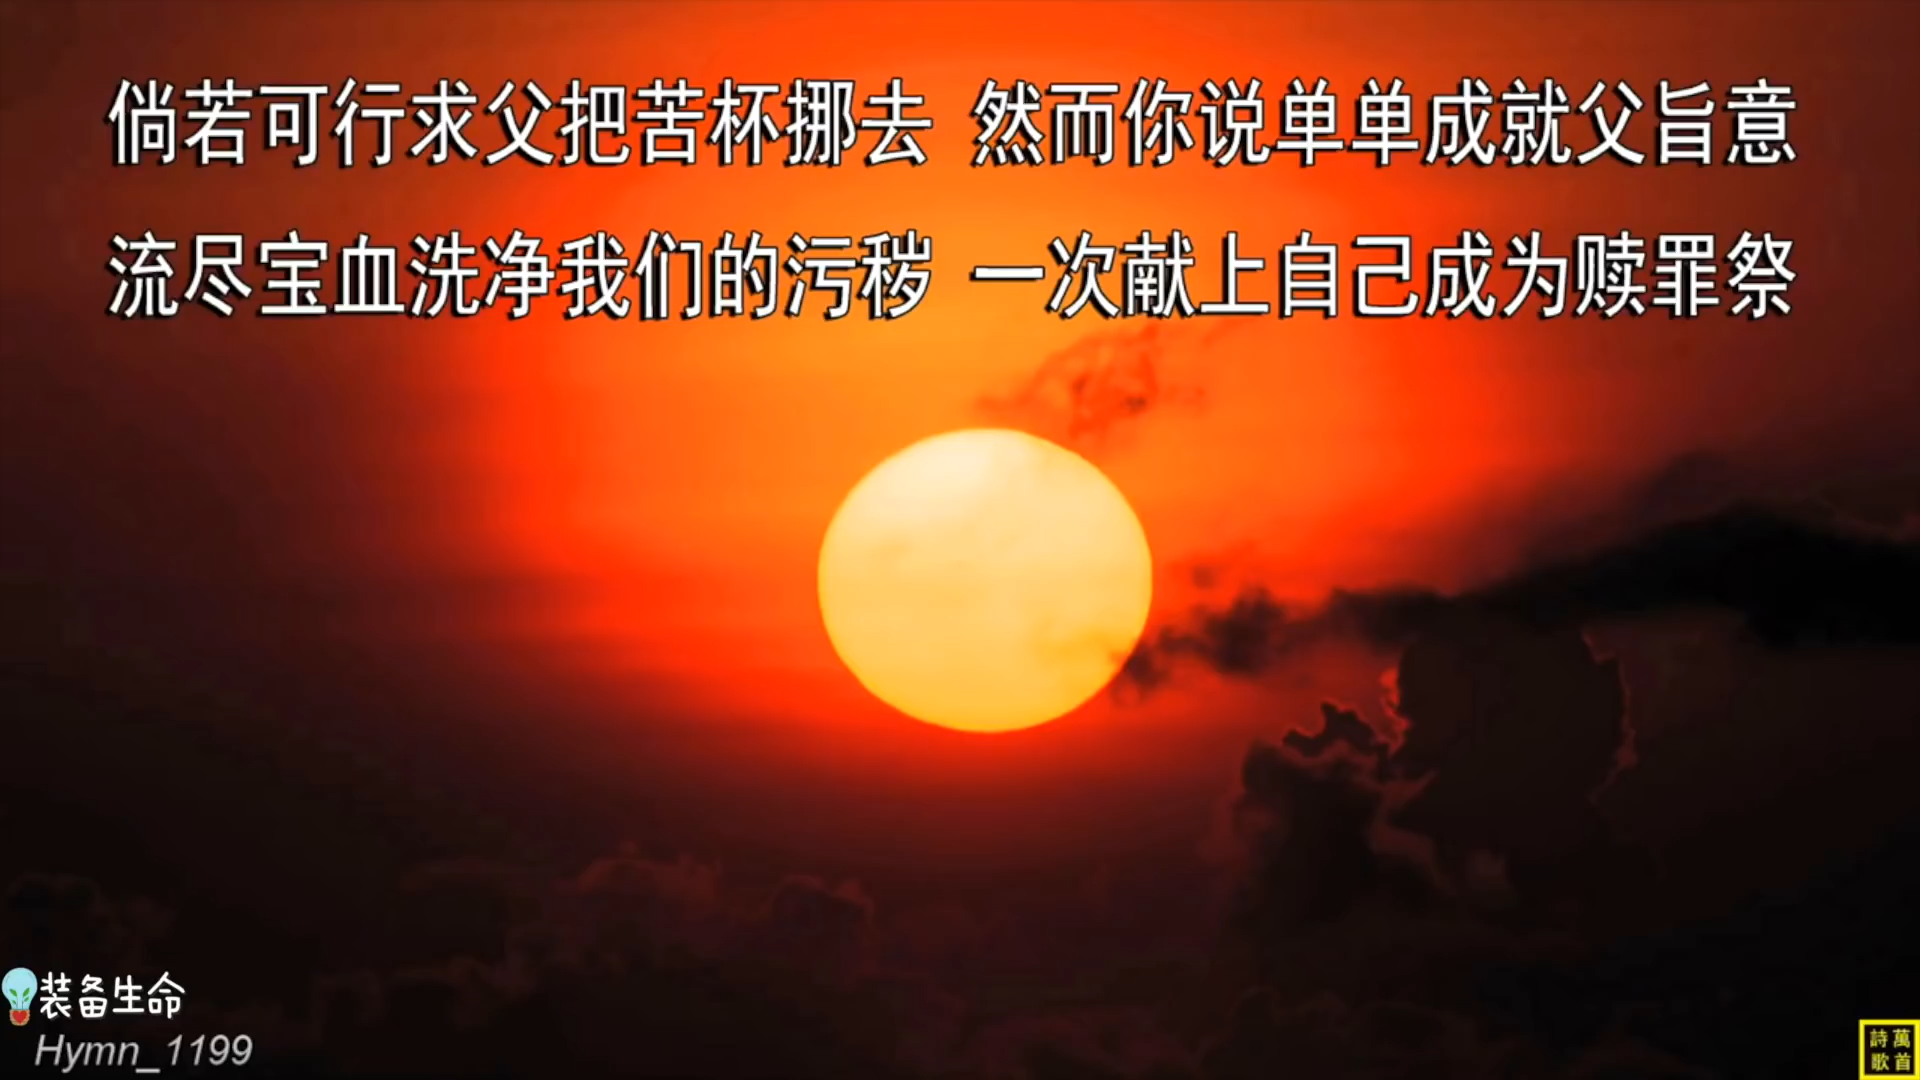 倘若可行求父把苦杯挪去 然而你说单单成就父旨意
流尽宝血洗净我们的污秽 一次献上自己成为赎罪祭
装备生命
Hymn_1199
萬首
詩歌